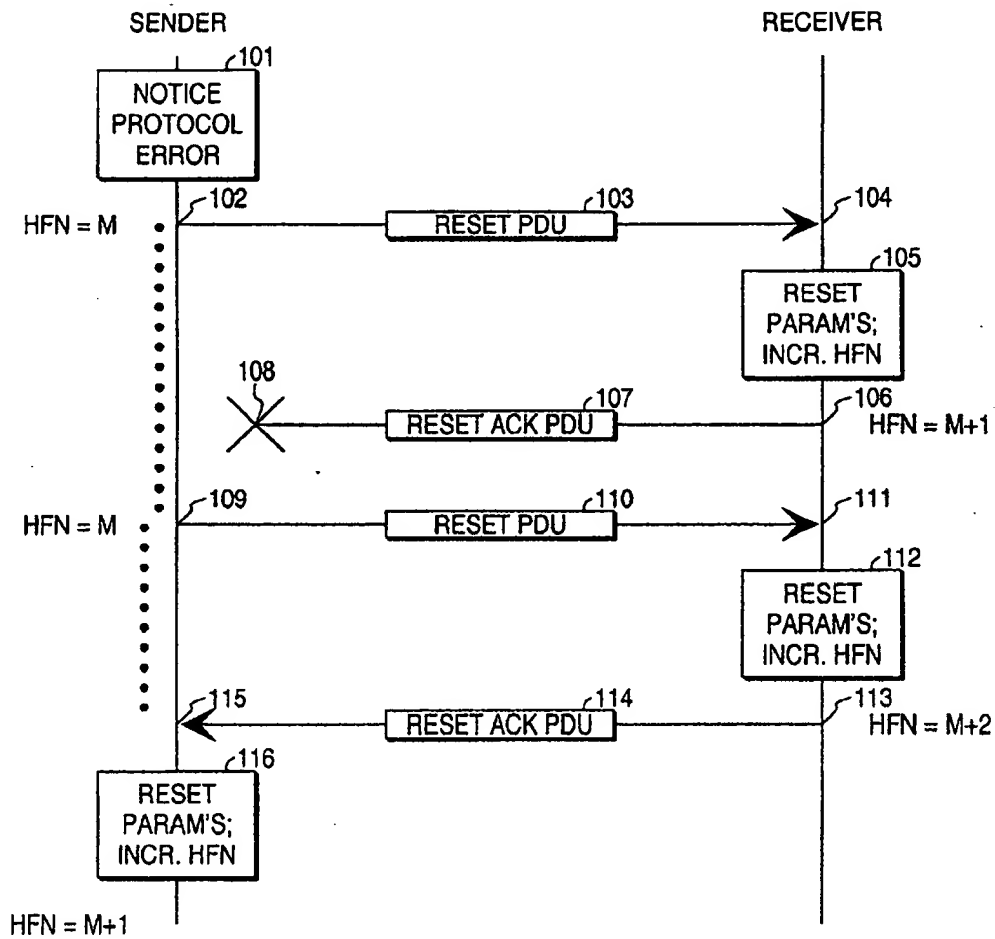 SENDER
RECEIVER
101
NOTICE
PROTOCOL
ERROR
102
103
104
HFN = M
RESET PDU
105
RESET
PARAM'S;
INCR. HFN
108
107
106
RESET ACK PDU
HFN = M+1
109
110
111
HFN = M
RESET PDU
112
RESET
PARAM'S;
INCR. HFN
115
114
113
RESET ACK PDU
HFN = M+2
116
RESET
PARAM'S;
INCR. HFN
HFN = M+1